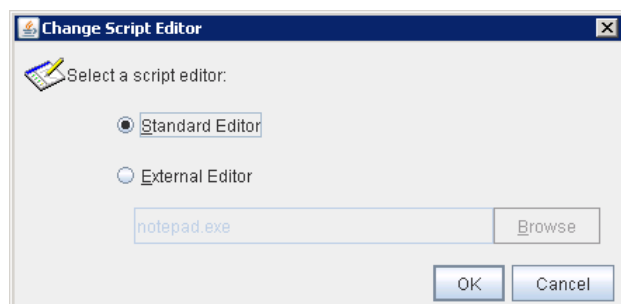 Change Script Editor
Select a script editor:
Standard Editor
External Editor
notepad.exe Browse
OK Cancel